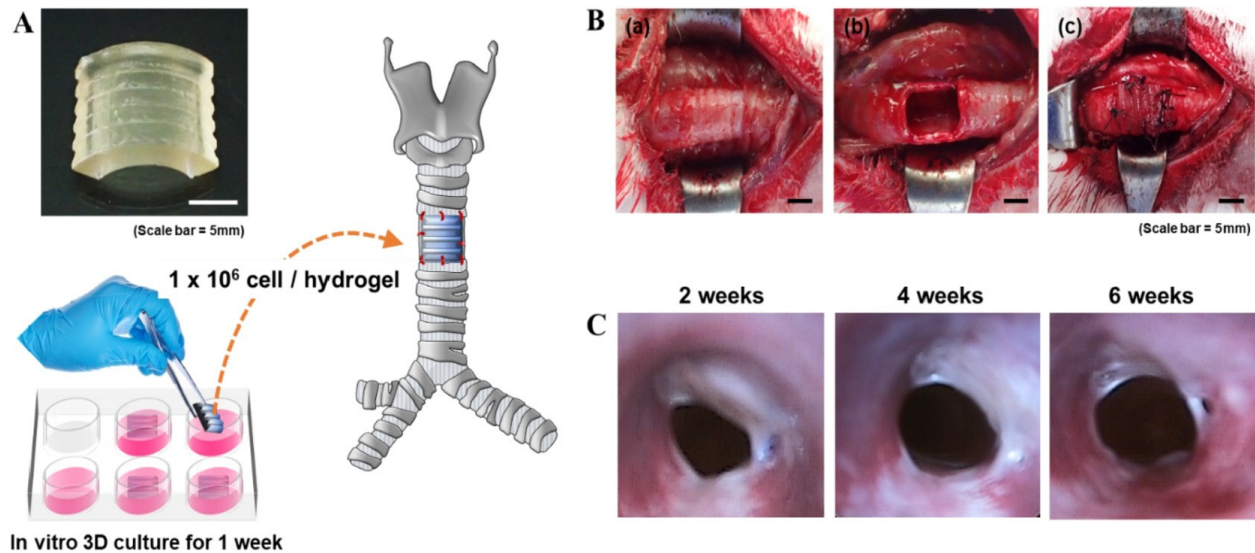 A
(Scale bar = 5mm)
1 x 10⁶ cell / hydrogel
In vitro 3D culture for 1 week
B
(a)
(b)
(c)
(Scale bar = 5mm)
C
2 weeks
4 weeks
6 weeks